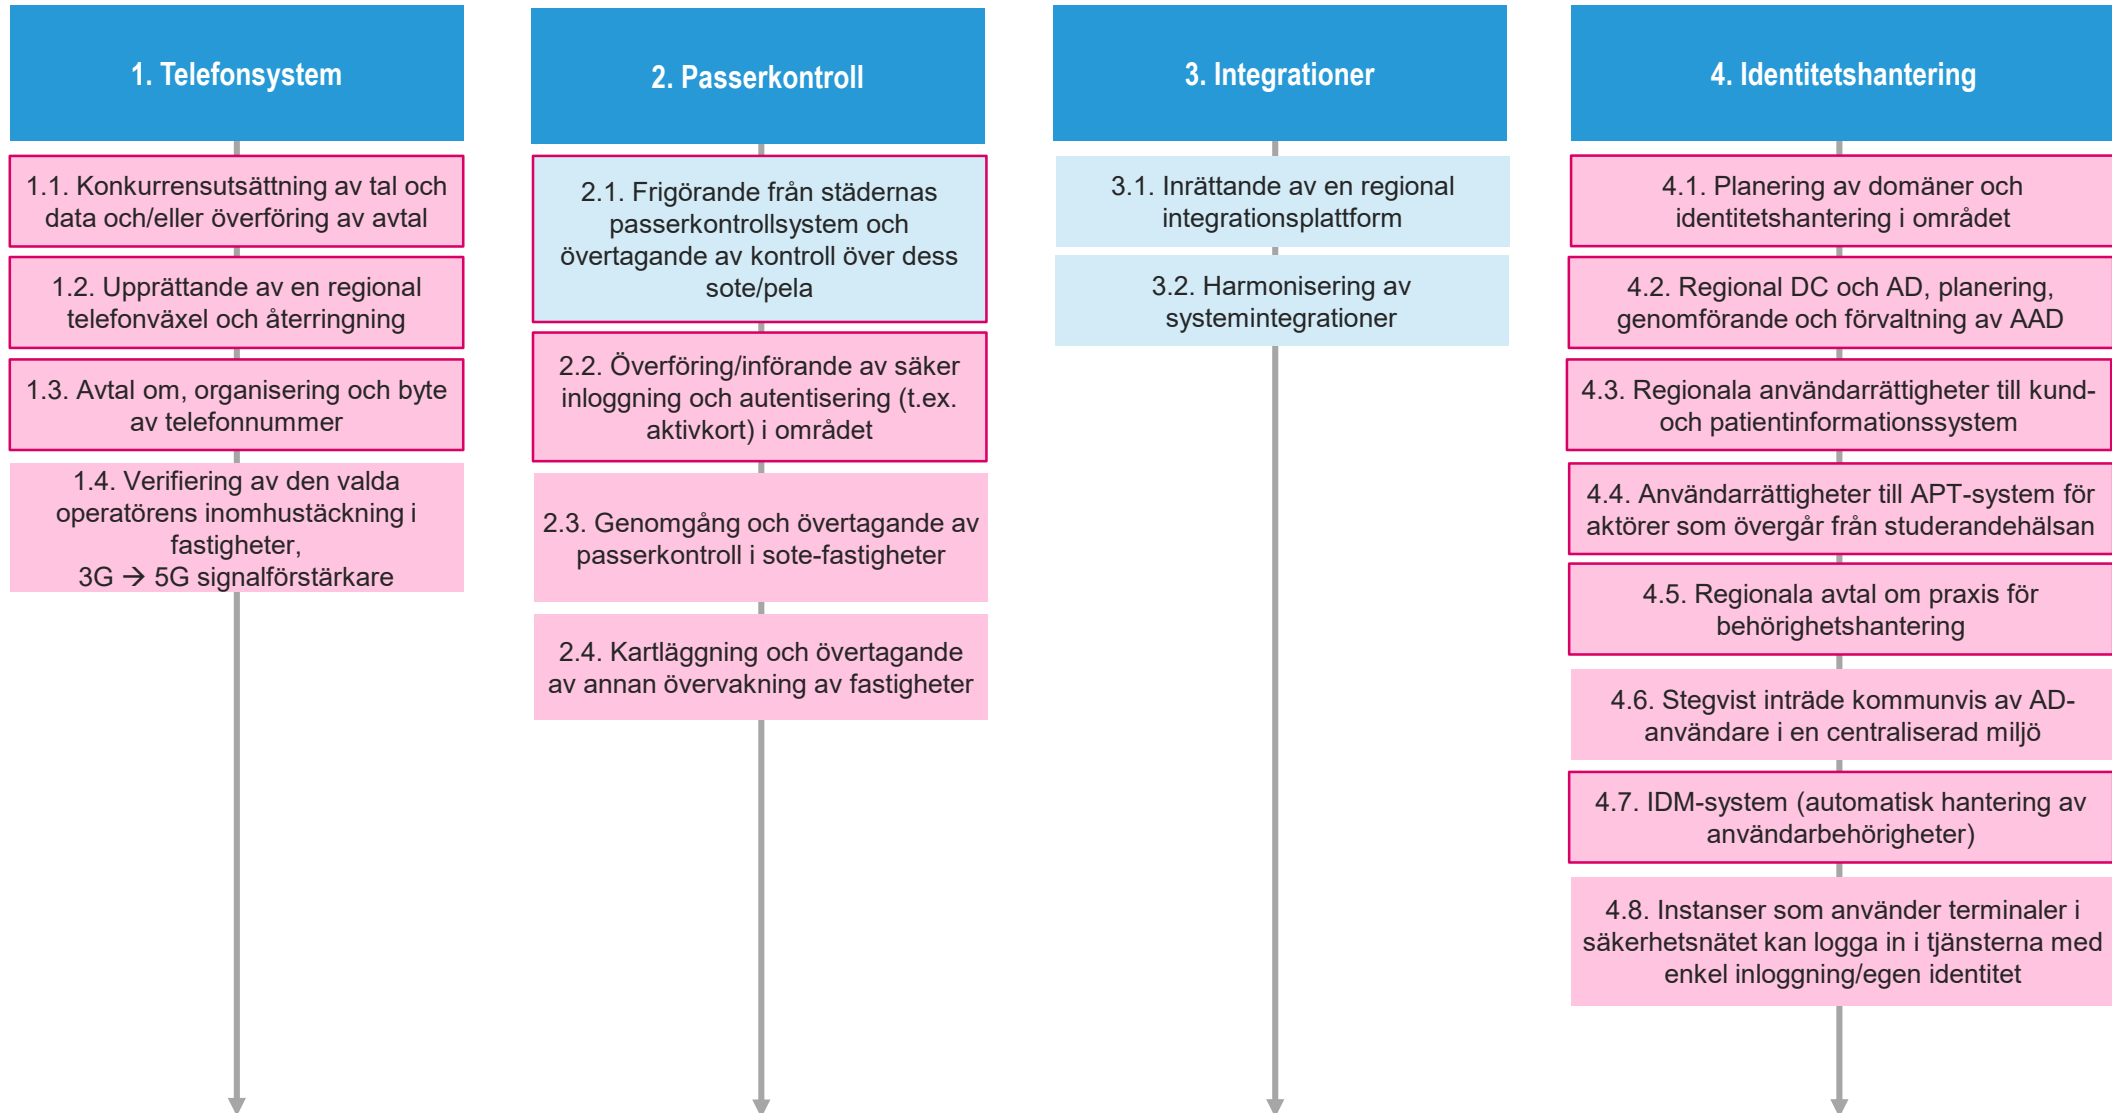 1. Telefonsystem
1.1. Konkurrensutsättning av tal och
data och/eller överföring av avtal
1.2. Upprättande av en regional
telefonväxel och återringning
1.3. Avtal om, organisering och byte
av telefonnummer
1.4. Verifiering av den valda
operatörens inomhustäckning i
fastigheter,
3G → 5G signalförstärkare
2. Passerkontroll
2.1. Frigörande från städernas
passerkontrollsystem och
övertagande av kontroll över dess
sote/pela
2.2. Överföring/införande av säker
inloggning och autentisering (t.ex.
aktivkort) i området
2.3. Genomgång och övertagande av
passerkontroll i sote-fastigheter
2.4. Kartläggning och övertagande
av annan övervakning av fastigheter
3. Integrationer
3.1. Inrättande av en regional
integrationsplattform
3.2. Harmonisering av
systemintegrationer
4. Identitetshantering
4.1. Planering av domäner och
identitetshantering i området
4.2. Regional DC och AD, planering,
genomförande och förvaltning av AAD
4.3. Regionala användarrättigheter till kund-
och patientinformationssystem
4.4. Användarrättigheter till APT-system för
aktörer som övergår från studerandehälsan
4.5. Regionala avtal om praxis för
behörighetshantering
4.6. Stegvist inträde kommunvis av AD-
användare i en centraliserad miljö
4.7. IDM-system (automatisk hantering av
användarbehörigheter)
4.8. Instanser som använder terminaler i
säkerhetsnätet kan logga in i tjänsterna med
enkel inloggning/egen identitet